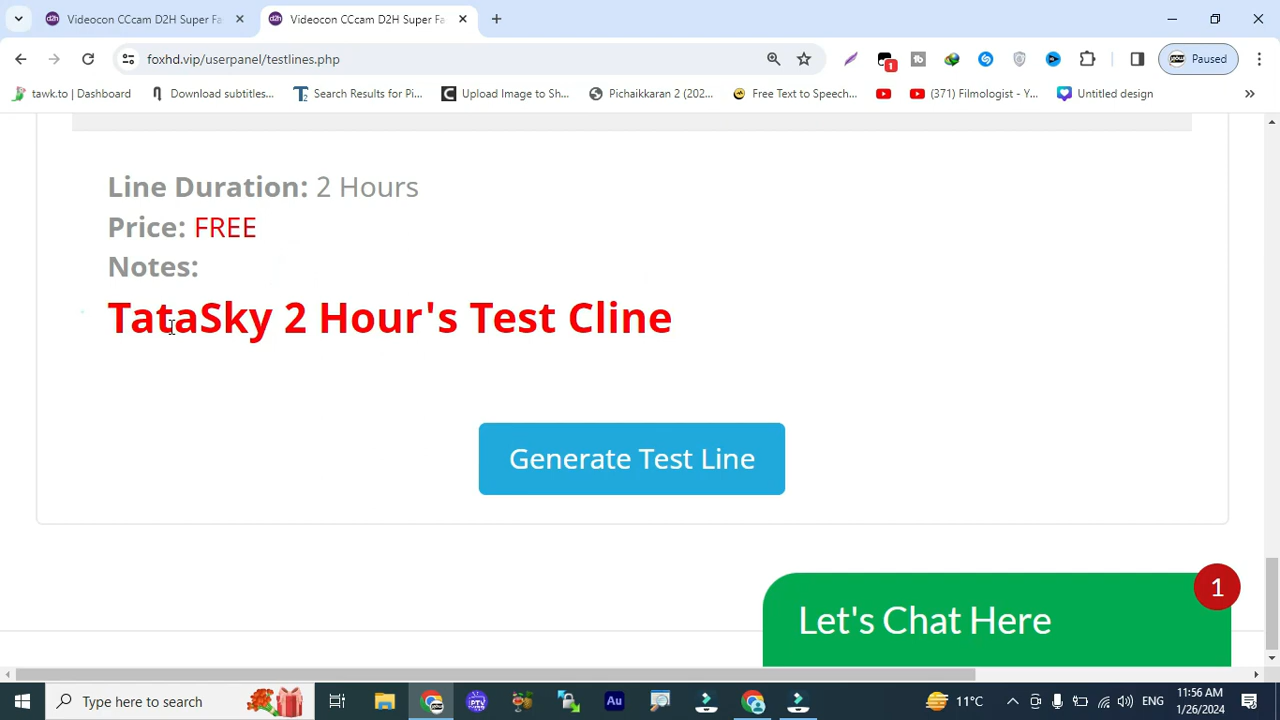 Videocon CCcam D2H Super Fa
Videocon CCcam D2H Super Fa
foxhd.vip/userpanel/testlines.php
1
Paused
tawk.to | Dashboard
Download subtitles...
Search Results for Pi...
Upload Image to Sh...
Pichaikkaran 2 (202...
Free Text to Speech...
(371) Filmologist - Y...
Untitled design
Line Duration: 2 Hours
Price: FREE
Notes:
TataSky 2 Hour's Test Cline
Generate Test Line
1
Let's Chat Here
Type here to search
Au
11°C
ENG
11:56 AM
1/26/2024